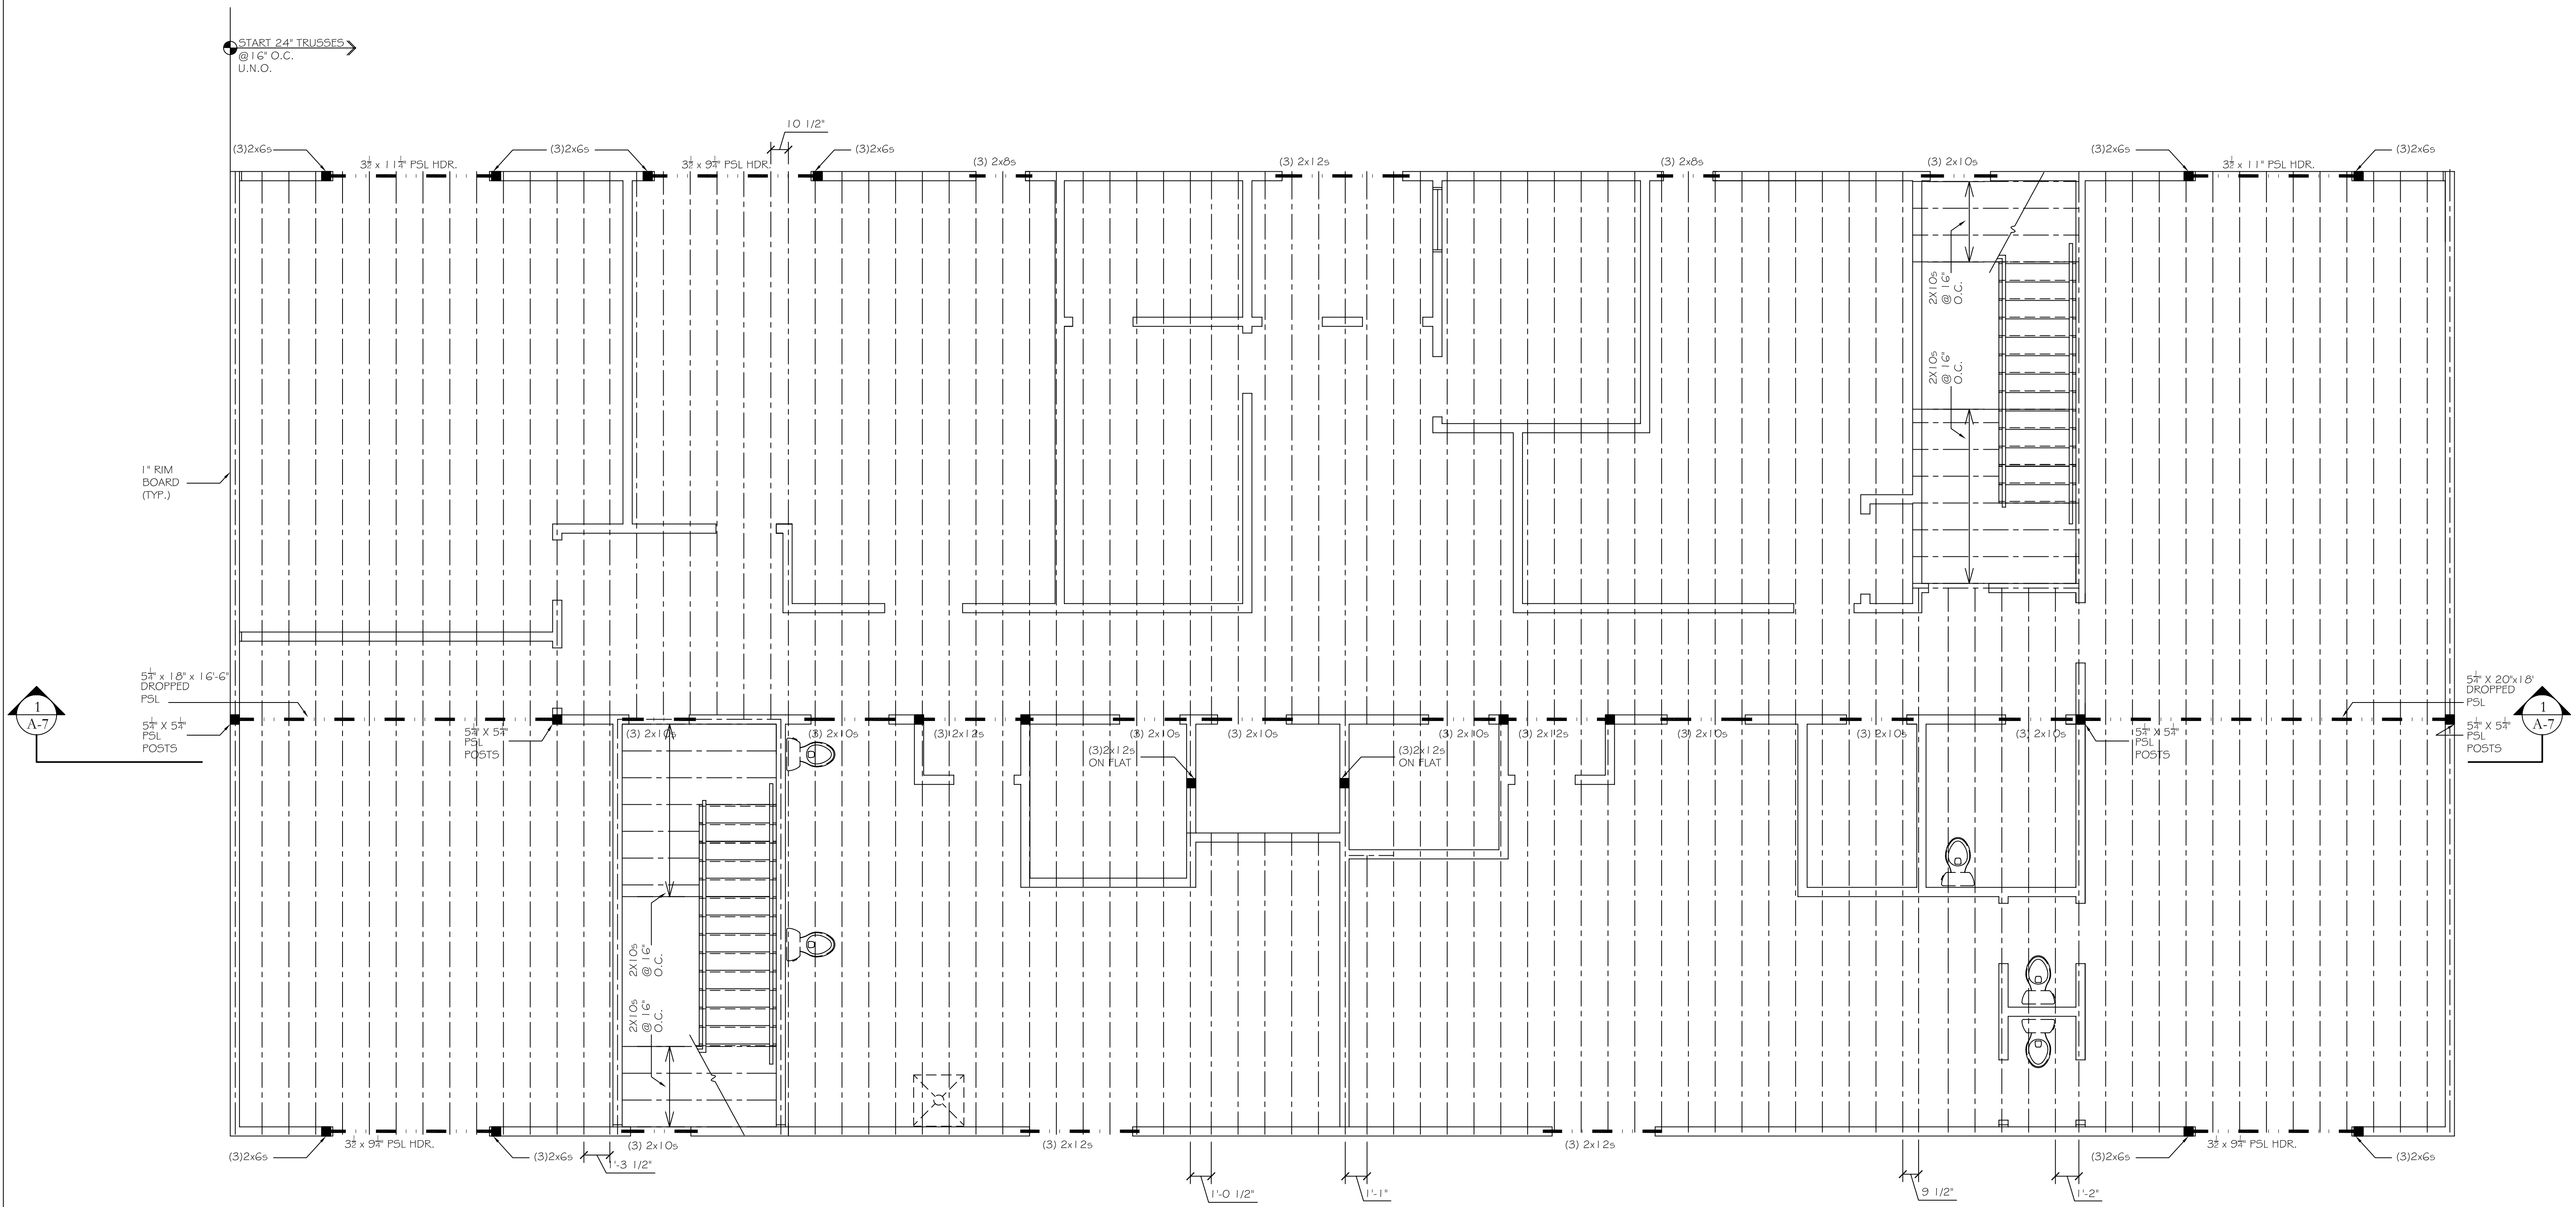 START 24" TRUSSES
@ 16" O.C.
U.N.O.
10 1/2"
(3)2x6s
3½ x 11¼" PSL HDR.
(3)2x6s
3½ x 9¼" PSL HDR.
(3)2x6s
(3) 2x8s
(3) 2x12s
(3) 2x8s
(3) 2x10s
(3)2x6s
3½ x 11" PSL HDR.
(3)2x6s
2X10s
@ 16"
O.C.
2X10s
@ 16"
O.C.
1" RIM
BOARD
(TYP.)
5¼" x 18" x 16'-6"
DROPPED
PSL
5¼" X 5¼"
PSL
POSTS
1
A-7
5¼" X 5¼"
PSL
POSTS
(3) 2x10s
(3) 2x10s
(3) 2x12s
(3) 2x10s
(3) 2x10s
(3) 2x10s
(3) 2x12s
(3) 2x10s
(3) 2x10s
(3) 2x10s
(3)2x12s
ON FLAT
(3)2x12s
ON FLAT
5¼" X 5¼"
PSL
POSTS
5¼" X 20"x18'
DROPPED
PSL
5¼" X 5¼"
PSL
POSTS
1
A-7
2X10s
@ 16"
O.C.
2X10s
@ 16"
O.C.
(3)2x6s
3½ x 9¼" PSL HDR.
(3)2x6s
1'-3 1/2"
(3) 2x10s
(3) 2x12s
1'-0 1/2"
1'-1"
(3) 2x12s
9 1/2"
1'-2"
(3)2x6s
3½ x 9¼" PSL HDR.
(3)2x6s